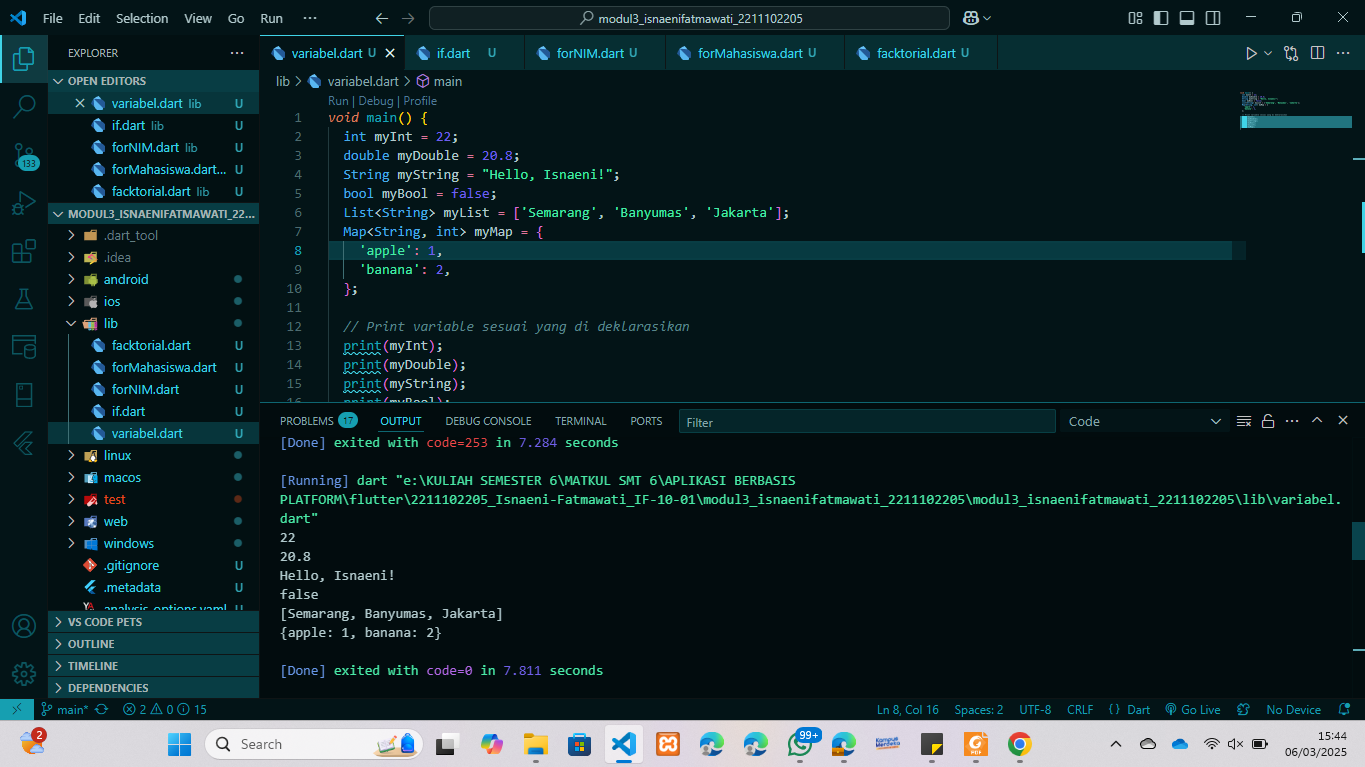 File Edit Selection View Go Run ···
modul3_isnaenifatmawati_2211102205
EXPLORER
OPEN EDITORS
variabel.dart lib U
if.dart lib U
forNIM.dart lib U
forMahasiswa.dart... U
facktorial.dart lib U
133
MODUL3_ISNAENIFATMAWATI_22...
.dart_tool
.idea
android
ios
lib
facktorial.dart U
forMahasiswa.dart U
forNIM.dart U
if.dart U
variabel.dart U
linux
macos
test
web
windows
.gitignore U
.metadata U
analysis_options.yaml U
VS CODE PETS
OUTLINE
TIMELINE
DEPENDENCIES
variabel.dart U if.dart U forNIM.dart U forMahasiswa.dart U facktorial.dart U
lib > variabel.dart > main
Run | Debug | Profile
1 void main() {
2 int myInt = 22;
3 double myDouble = 20.8;
4 String myString = "Hello, Isnaeni!";
5 bool myBool = false;
6 List<String> myList = ['Semarang', 'Banyumas', 'Jakarta'];
7 Map<String, int> myMap = {
8 'apple': 1,
9 'banana': 2,
10 };
11
12 // Print variable sesuai yang di deklarasikan
13 print(myInt);
14 print(myDouble);
15 print(myString);
16 print(myBool);
PROBLEMS 17 OUTPUT DEBUG CONSOLE TERMINAL PORTS Filter Code
[Done] exited with code=253 in 7.284 seconds
[Running] dart "e:\KULIAH SEMESTER 6\MATKUL SMT 6\APLIKASI BERBASIS
PLATFORM\flutter\2211102205_Isnaeni-Fatmawati_IF-10-01\modul3_isnaenifatmawati_2211102205\modul3_isnaenifatmawati_2211102205\lib\variabel.
dart"
22
20.8
Hello, Isnaeni!
false
[Semarang, Banyumas, Jakarta]
{apple: 1, banana: 2}
[Done] exited with code=0 in 7.811 seconds
main* 2 0 15 Ln 8, Col 16 Spaces: 2 UTF-8 CRLF {} Dart Go Live No Device
2
Search
99+
15:44
06/03/2025